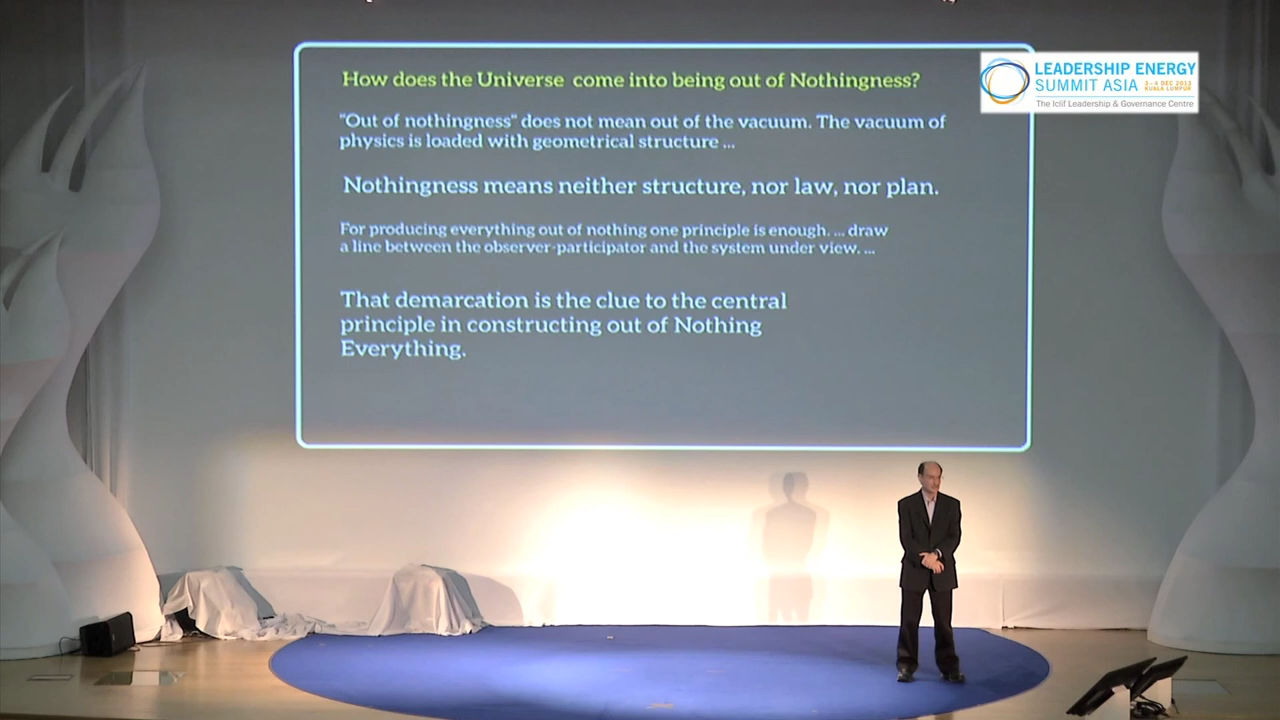 How does the Universe come into being out of Nothingness?
"Out of nothingness" does not mean out of the vacuum. The vacuum of
physics is loaded with geometrical structure ...
Nothingness means neither structure, nor law, nor plan.
For producing everything out of nothing one principle is enough. ... draw
a line between the observer-participator and the system under view. ...
That demarcation is the clue to the central
principle in constructing out of Nothing
Everything.
LEADERSHIP ENERGY
SUMMIT ASIA
3-4 DEC 2013
KUALA LUMPUR
The Iclif Leadership & Governance Centre